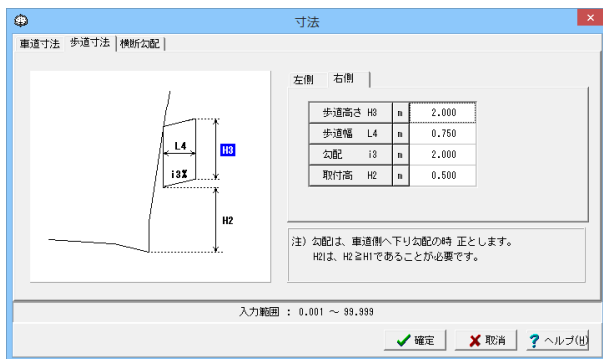 寸法
車道寸法 歩道寸法 横断勾配
左側 右側
歩道高さ H3 m 2.000
歩道幅 L4 m 0.750
勾配 i3 m 2.000
取付高 H2 m 0.500
L4
i3%
H3
H2
注) 勾配は、車道側へ下り勾配の時 正とします。
H2は、H2≧H1であることが必要です。
入力範囲 : 0.001 ～ 99.999
確定 取消 ? ヘルプ(H)